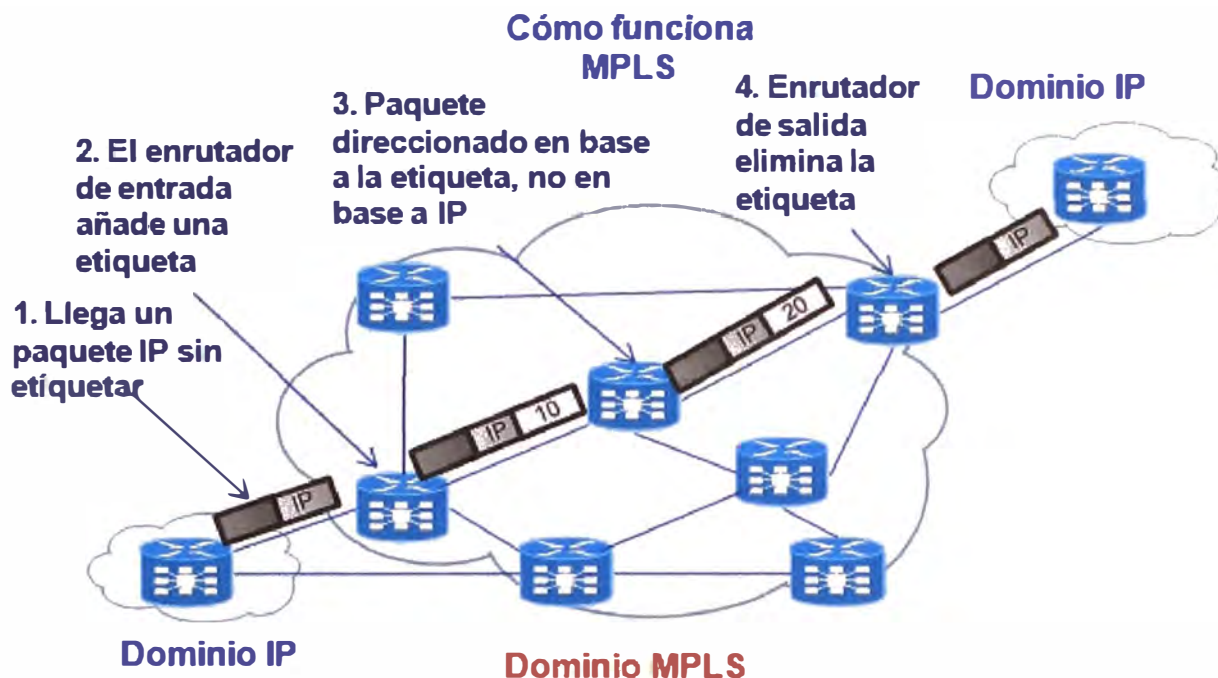 Cómo funciona
MPLS
Dominio IP
4. Enrutador
de salida
elimina la
etiqueta
3. Paquete
direccionado en base
a la etiqueta, no en
base a IP
2. El enrutador
de entrada
añade una
etiqueta
1. Llega un
paquete IP sin
etíquetar
IP
IP 20
IP 10
IP
Dominio IP
Dominio MPLS